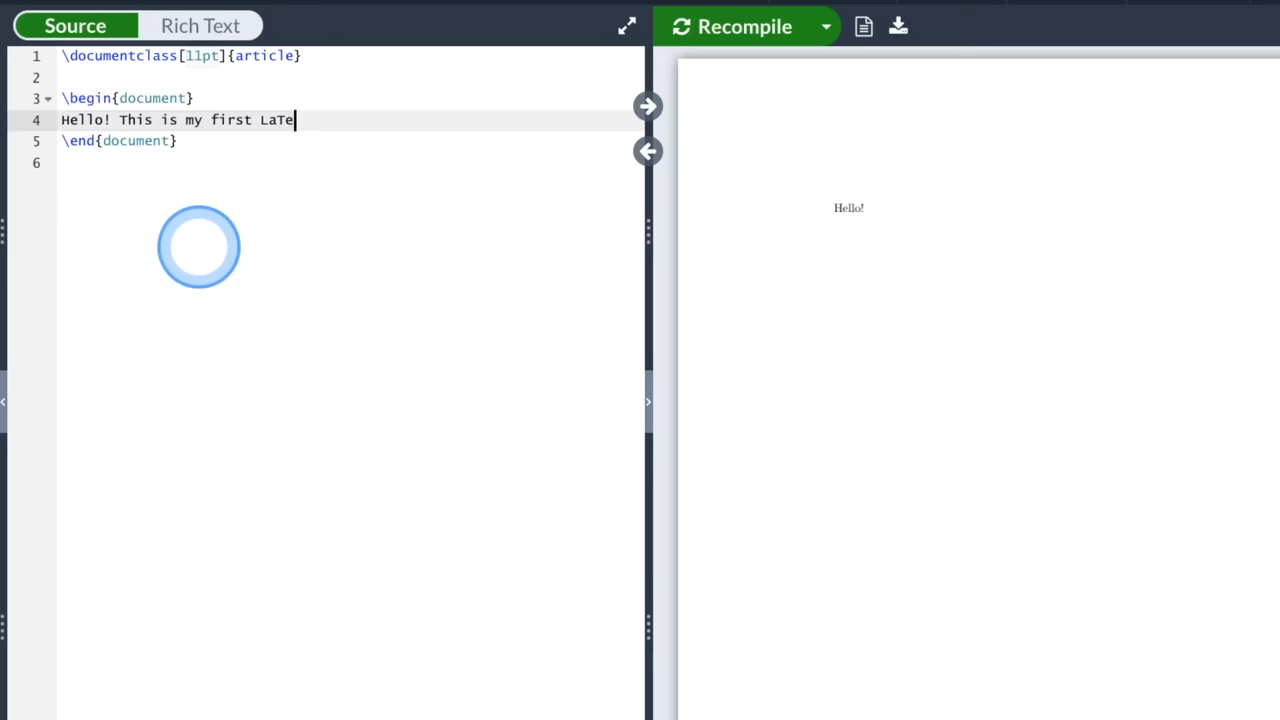 Source Rich Text
Recompile
1 \documentclass[11pt]{article}
2
3 \begin{document}
4 Hello! This is my first LaTe
5 \end{document}
6
Hello!